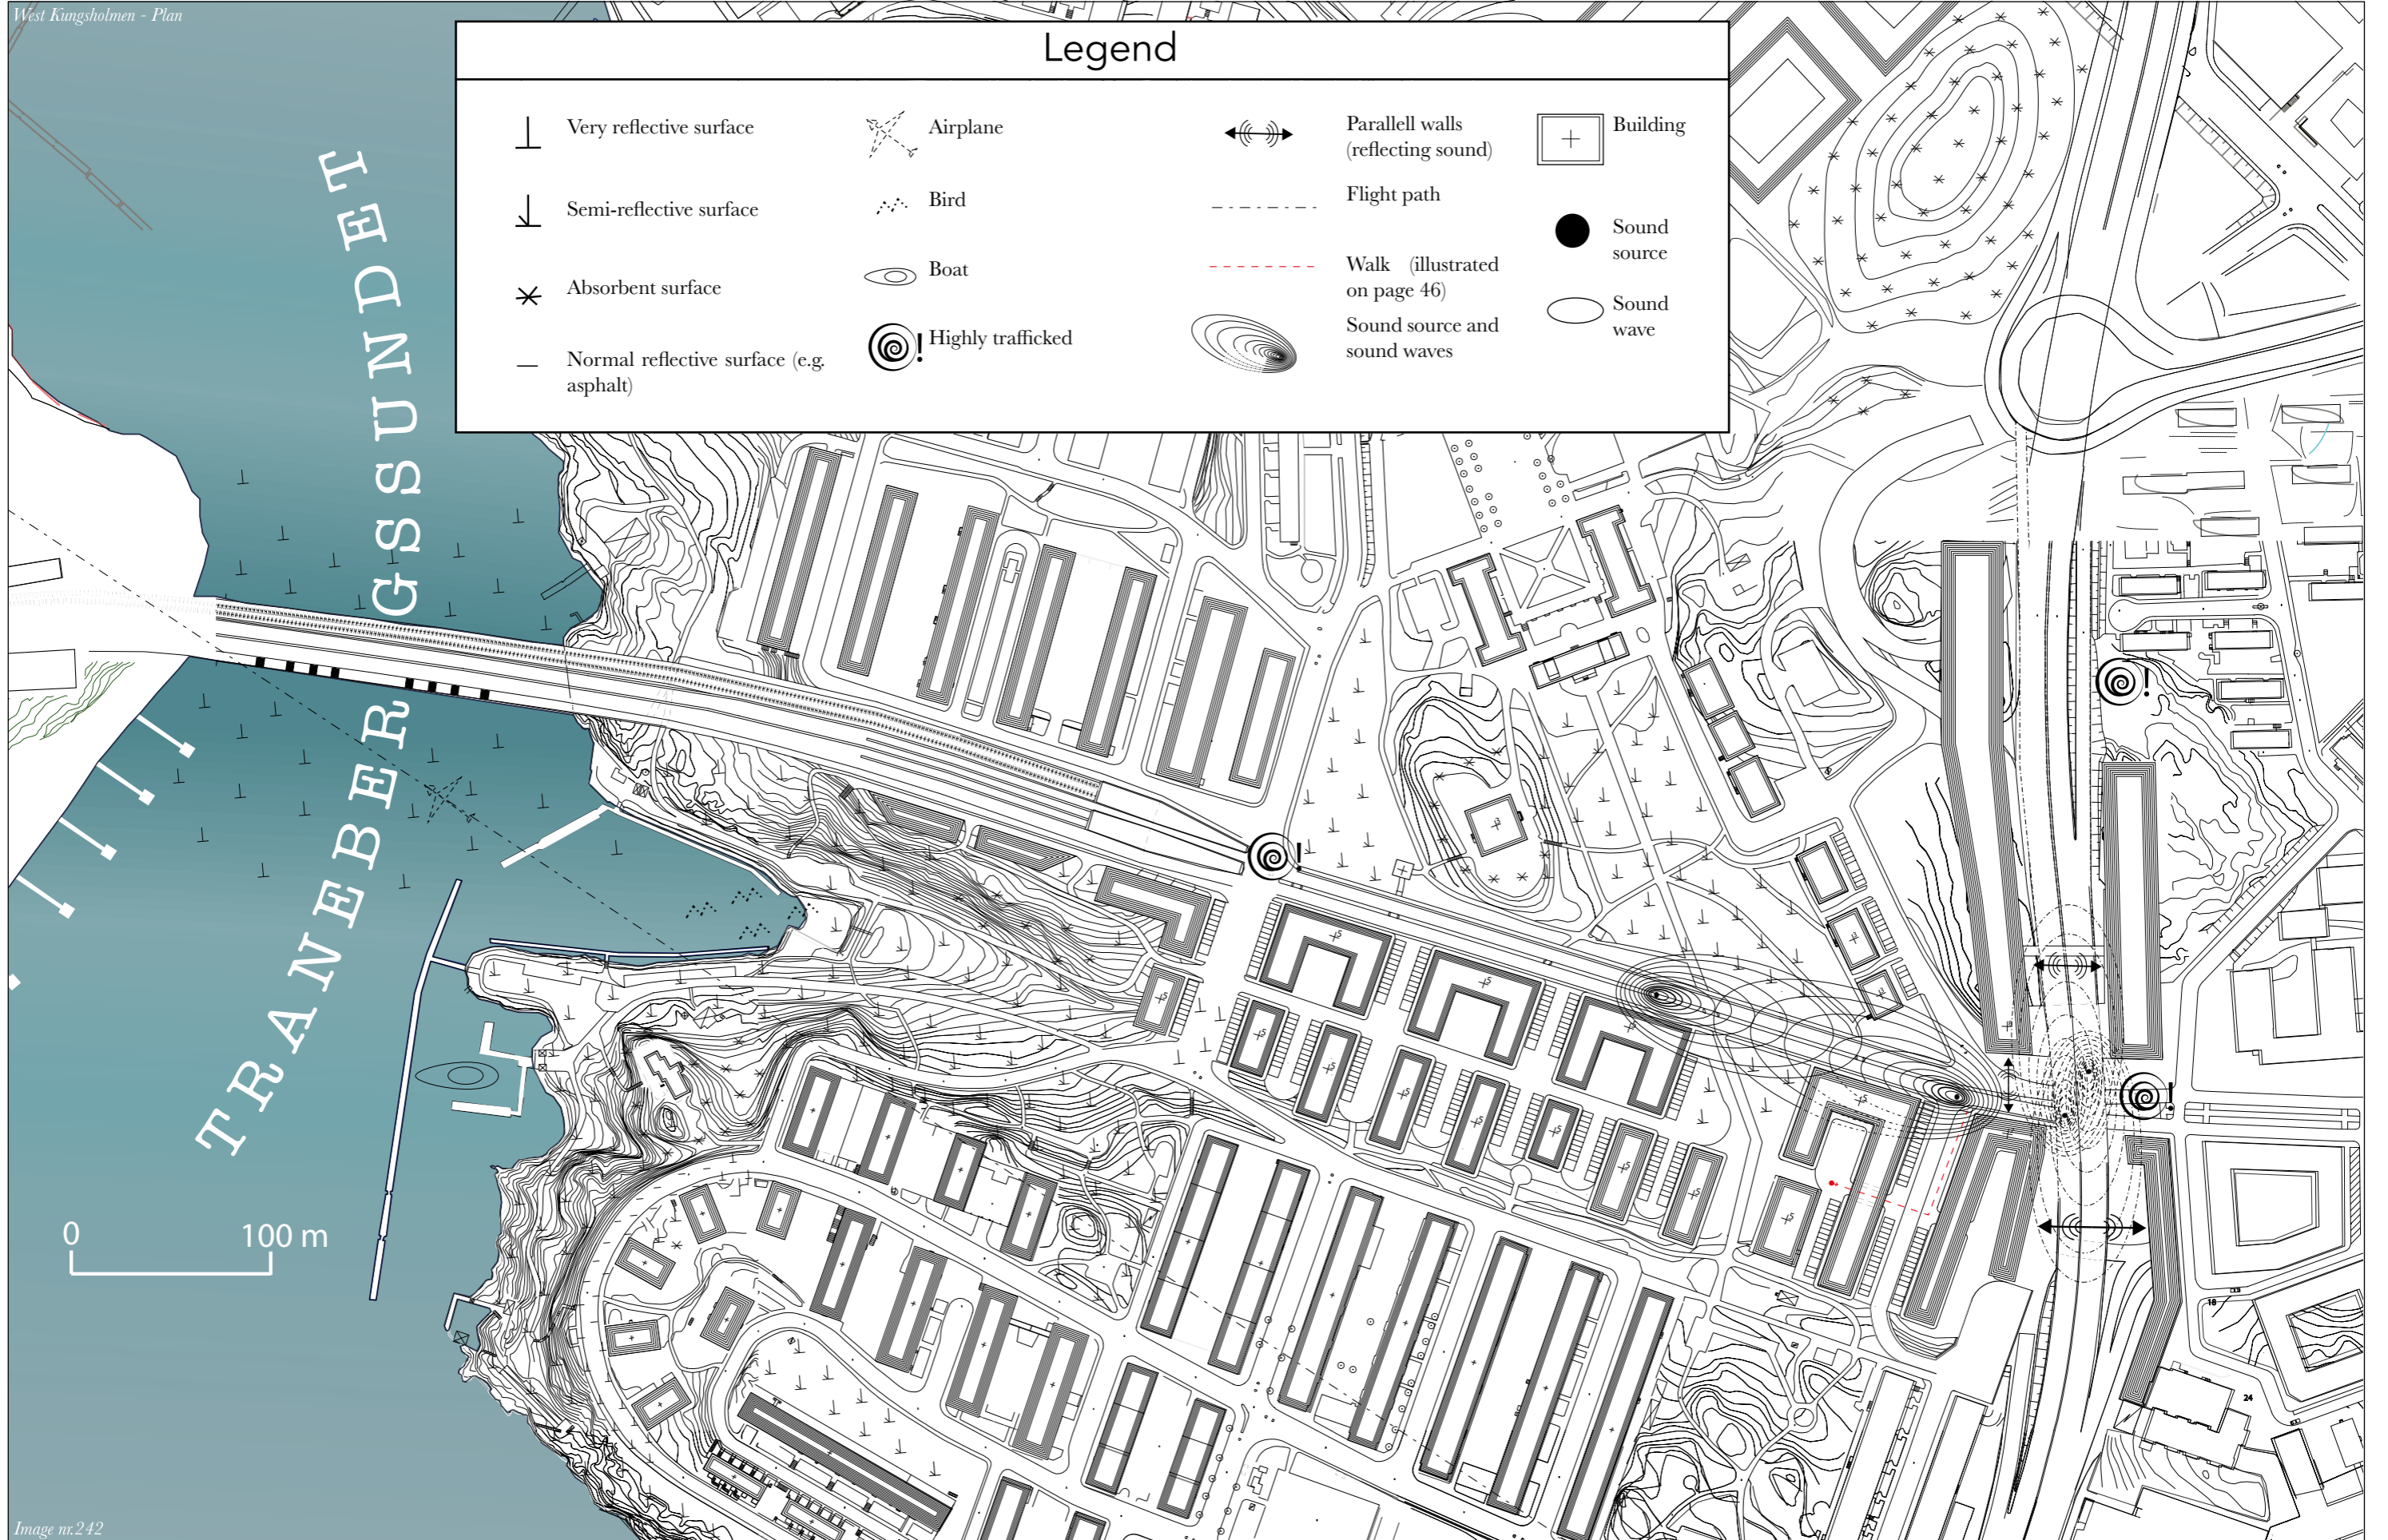 West Kungsholmen - Plan
Legend
Very reflective surface
Semi-reflective surface
Absorbent surface
Normal reflective surface (e.g.
asphalt)
Airplane
Bird
Boat
! Highly trafficked
Parallell walls
(reflecting sound)
Flight path
Walk (illustrated
on page 46)
Sound source and
sound waves
Building
Sound
source
Sound
wave
TRANEBERGSSUNDET
!
!
!
0 100 m
18
24
Image nr.242